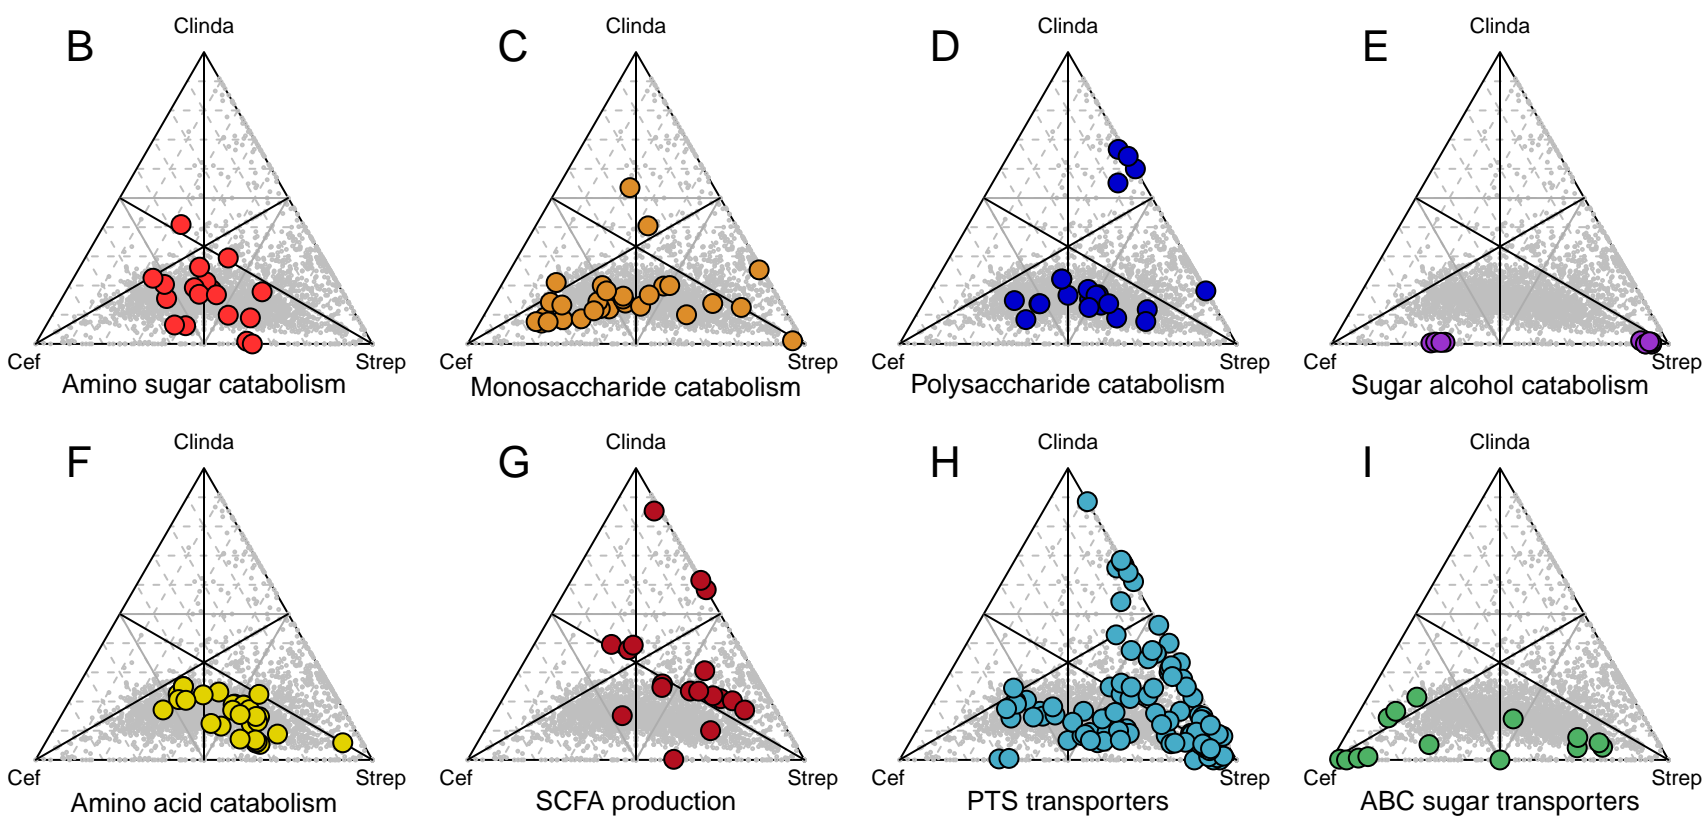 B
Clinda
Cef
Strep
Amino sugar catabolism
C
Clinda
Cef
Strep
Monosaccharide catabolism
D
Clinda
Cef
Strep
Polysaccharide catabolism
E
Clinda
Cef
Strep
Sugar alcohol catabolism
F
Clinda
Cef
Strep
Amino acid catabolism
G
Clinda
Cef
Strep
SCFA production
H
Clinda
Cef
Strep
PTS transporters
I
Clinda
Cef
Strep
ABC sugar transporters